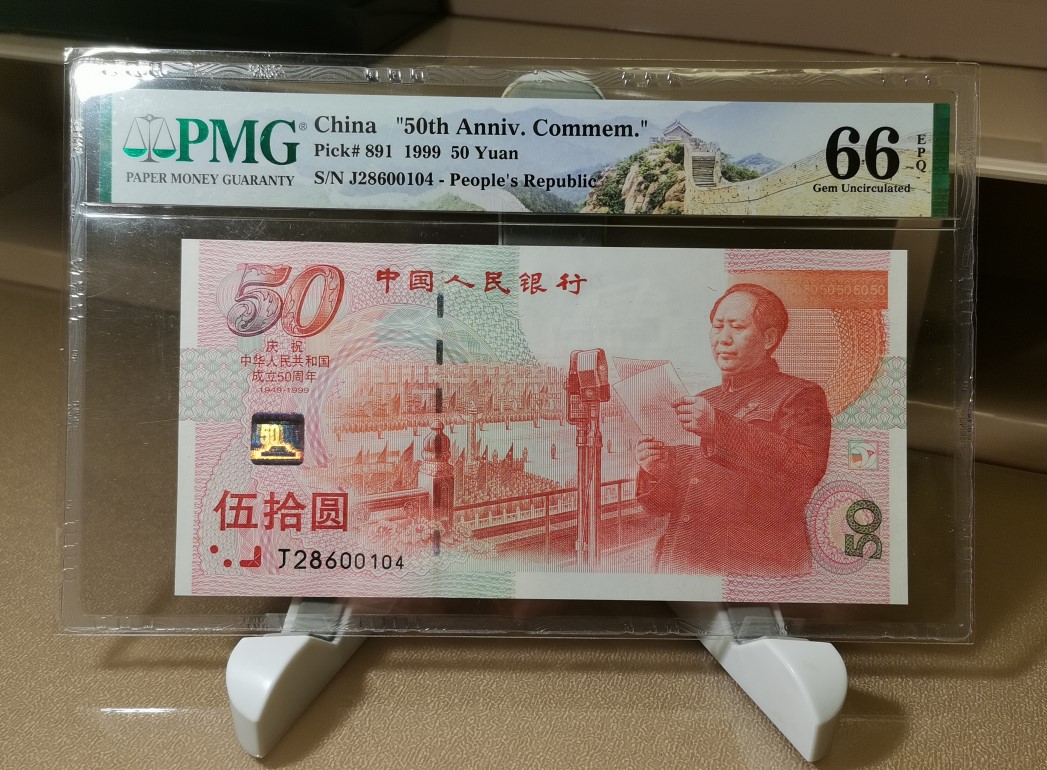 PMG®
PAPER MONEY GUARANTY
China "50th Anniv. Commem."
Pick# 891 1999 50 Yuan
S/N J28600104 - People's Republic
66
EPQ
Gem Uncirculated
50
中国人民银行
庆祝
中华人民共和国
成立50周年
1949-1999
50505050
50
伍拾圆
J28600104
50